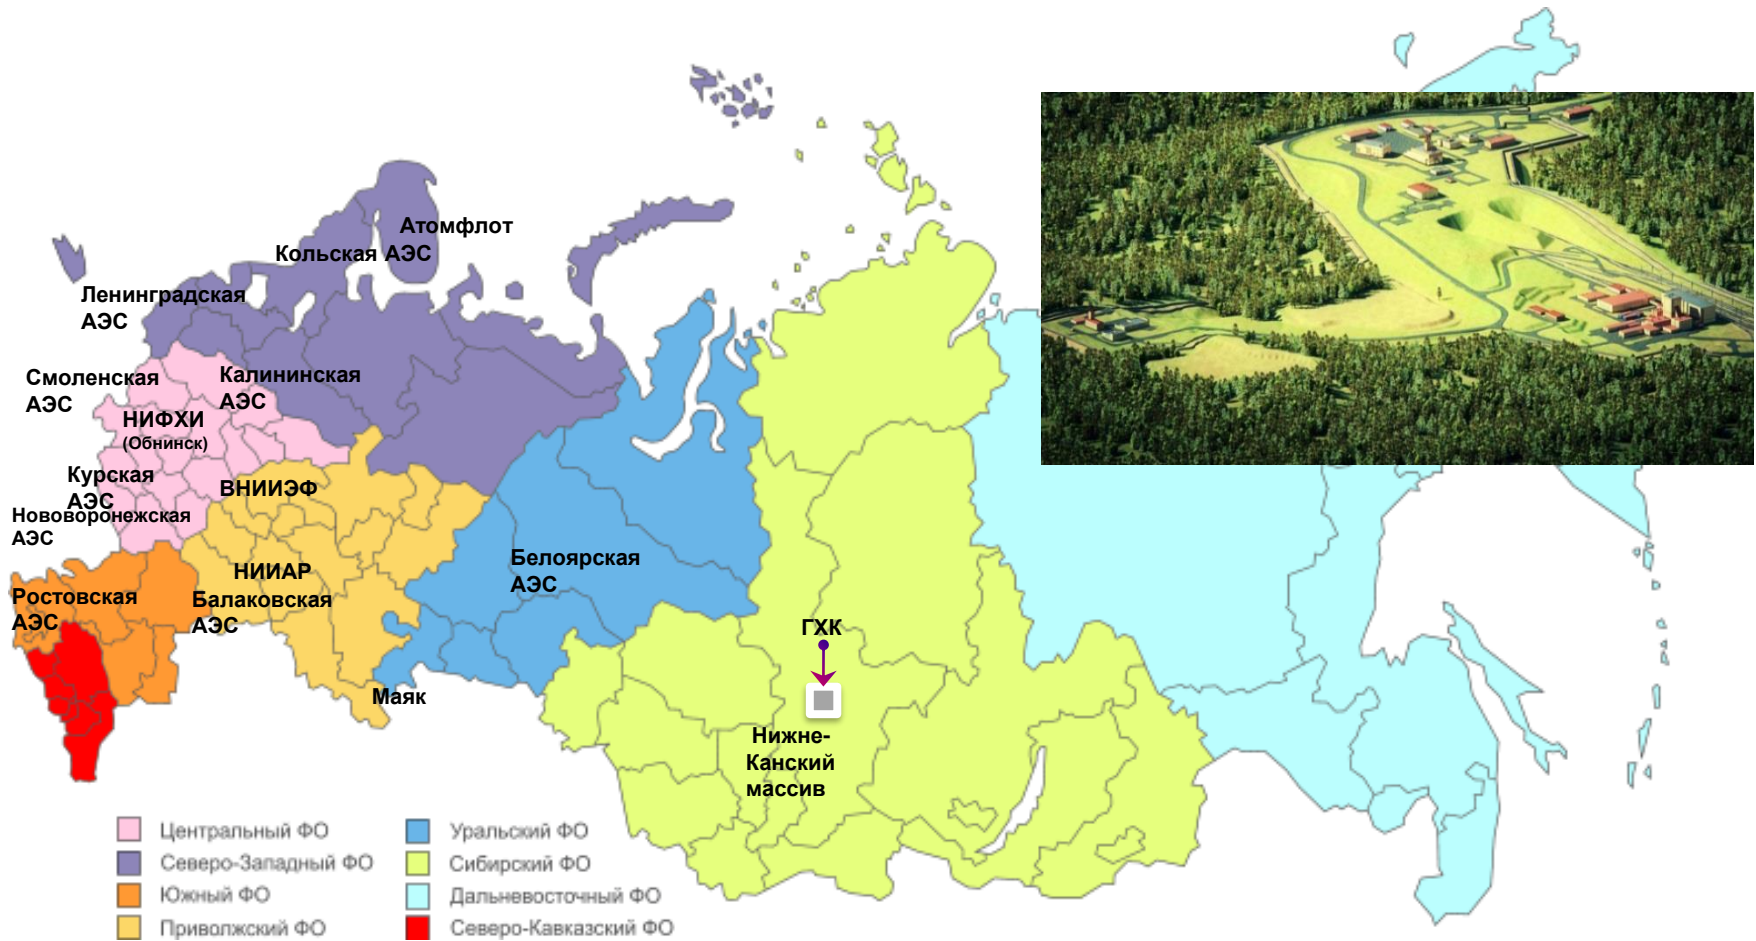 Атомфлот
Кольская АЭС
Ленинградская
АЭС
Смоленская
АЭС
Калининская
АЭС
НИФХИ
(Обнинск)
Курская
АЭС
ВНИИЭФ
Нововоронежская
АЭС
Белоярская
АЭС
НИИАР
Балаковская
АЭС
Ростовская
АЭС
ГХК
Маяк
Нижне-
Канский
массив
Центральный ФО
Северо-Западный ФО
Южный ФО
Приволжский ФО
Уральский ФО
Сибирский ФО
Дальневосточный ФО
Северо-Кавказский ФО